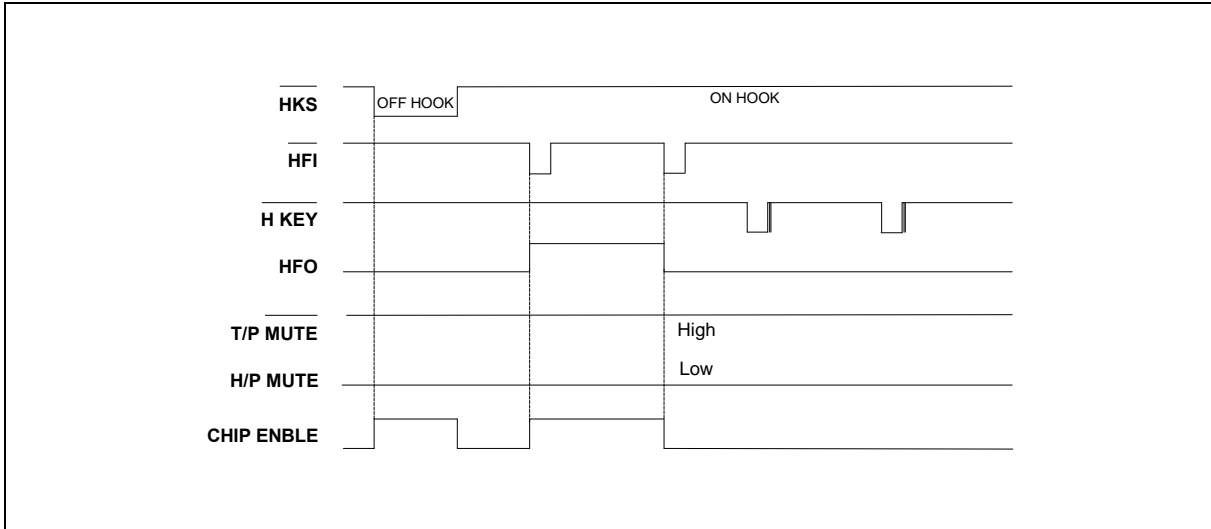 HKS
OFF HOOK
ON HOOK
HFI
H KEY
HFO
T/P MUTE
High
H/P MUTE
Low
CHIP ENBLE